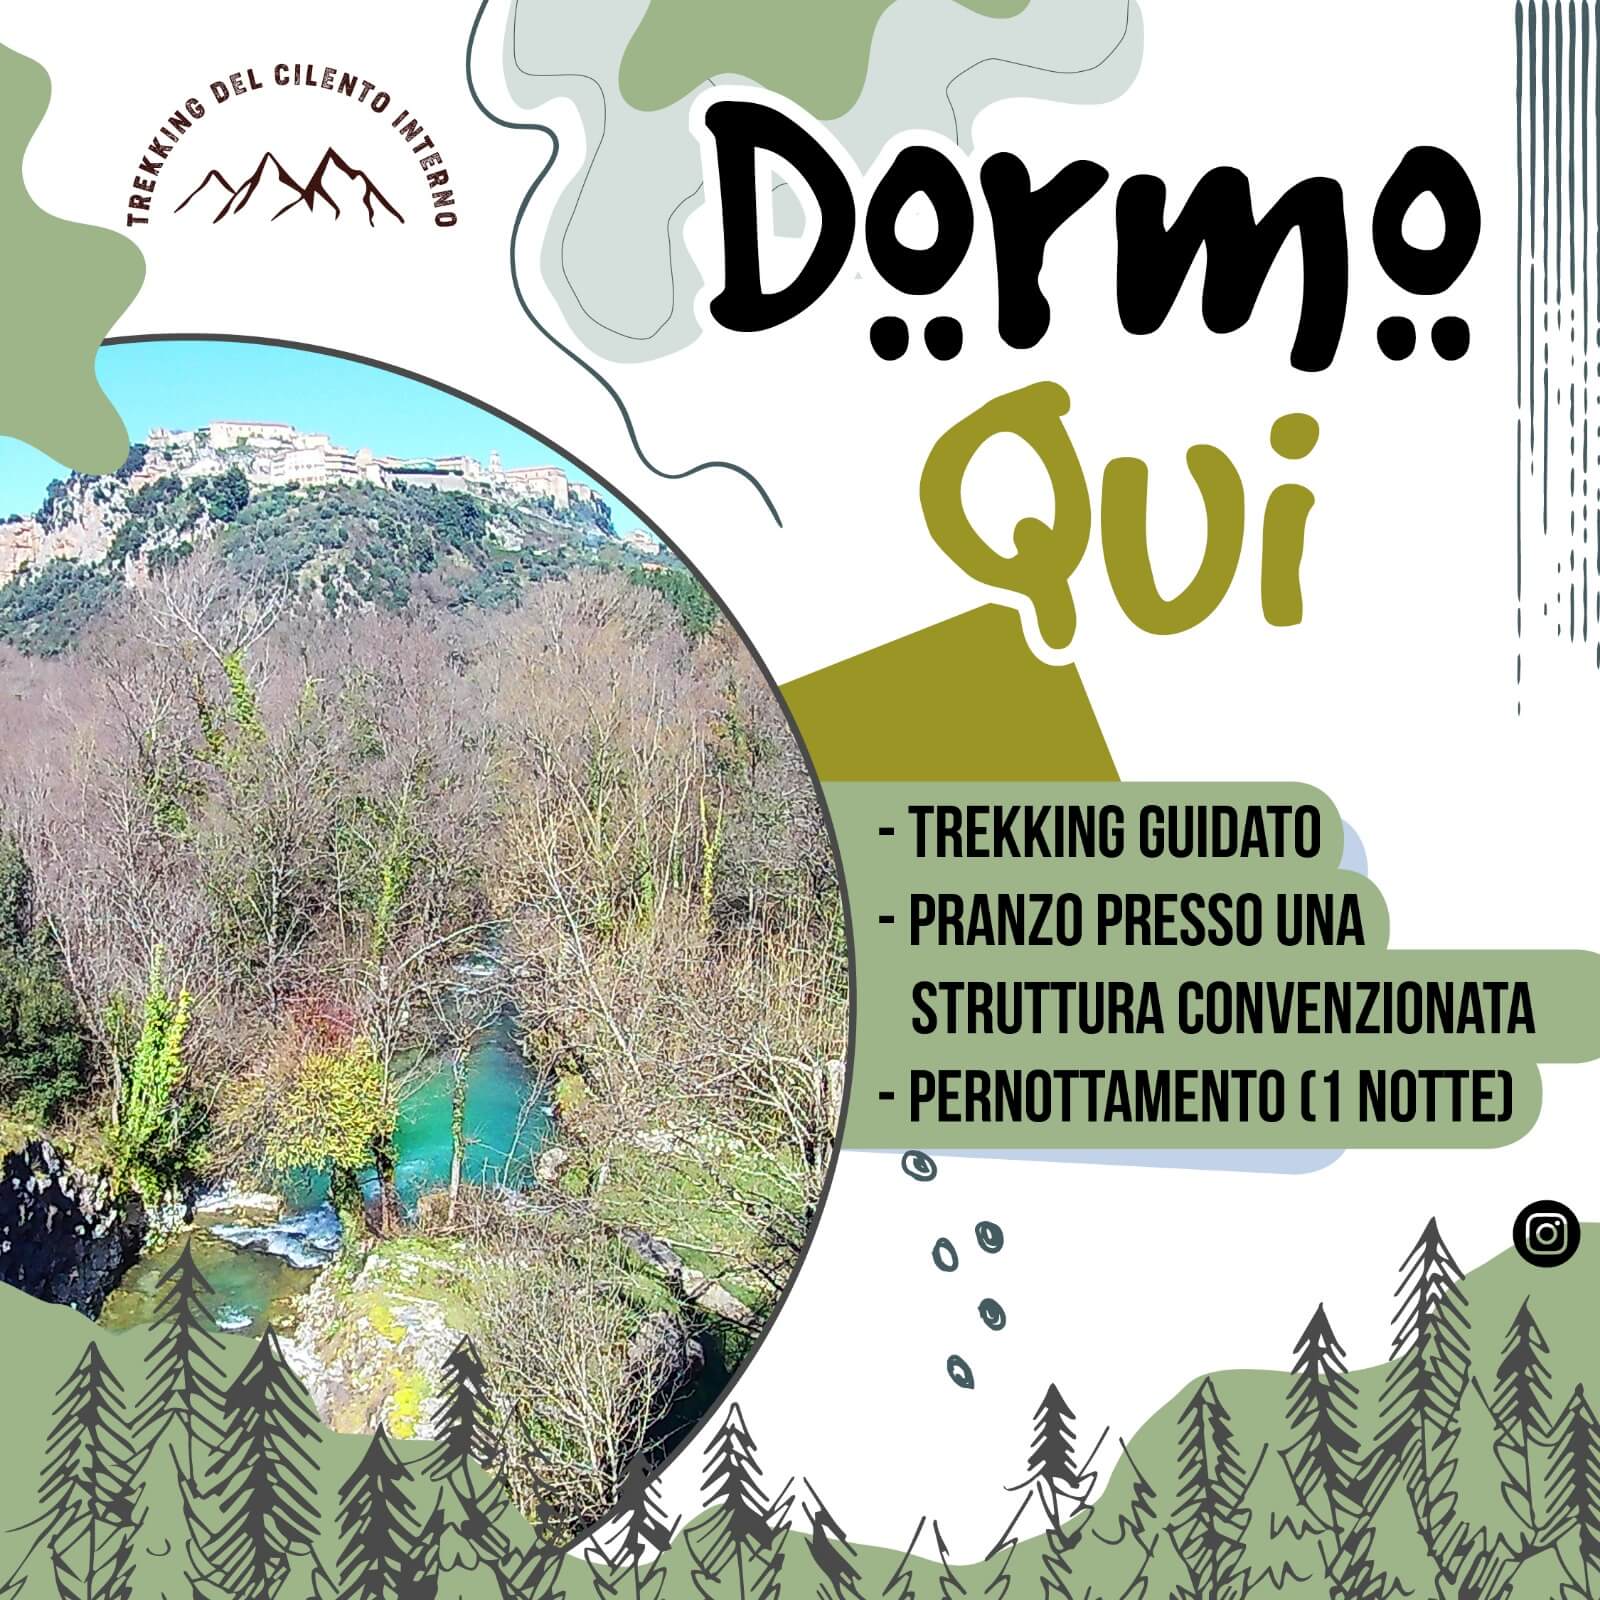 TREKKING DEL CILENTO INTERNO
Dormo
Qui
- TREKKING GUIDATO
- PRANZO PRESSO UNA
STRUTTURA CONVENZIONATA
- PERNOTTAMENTO (1 NOTTE)